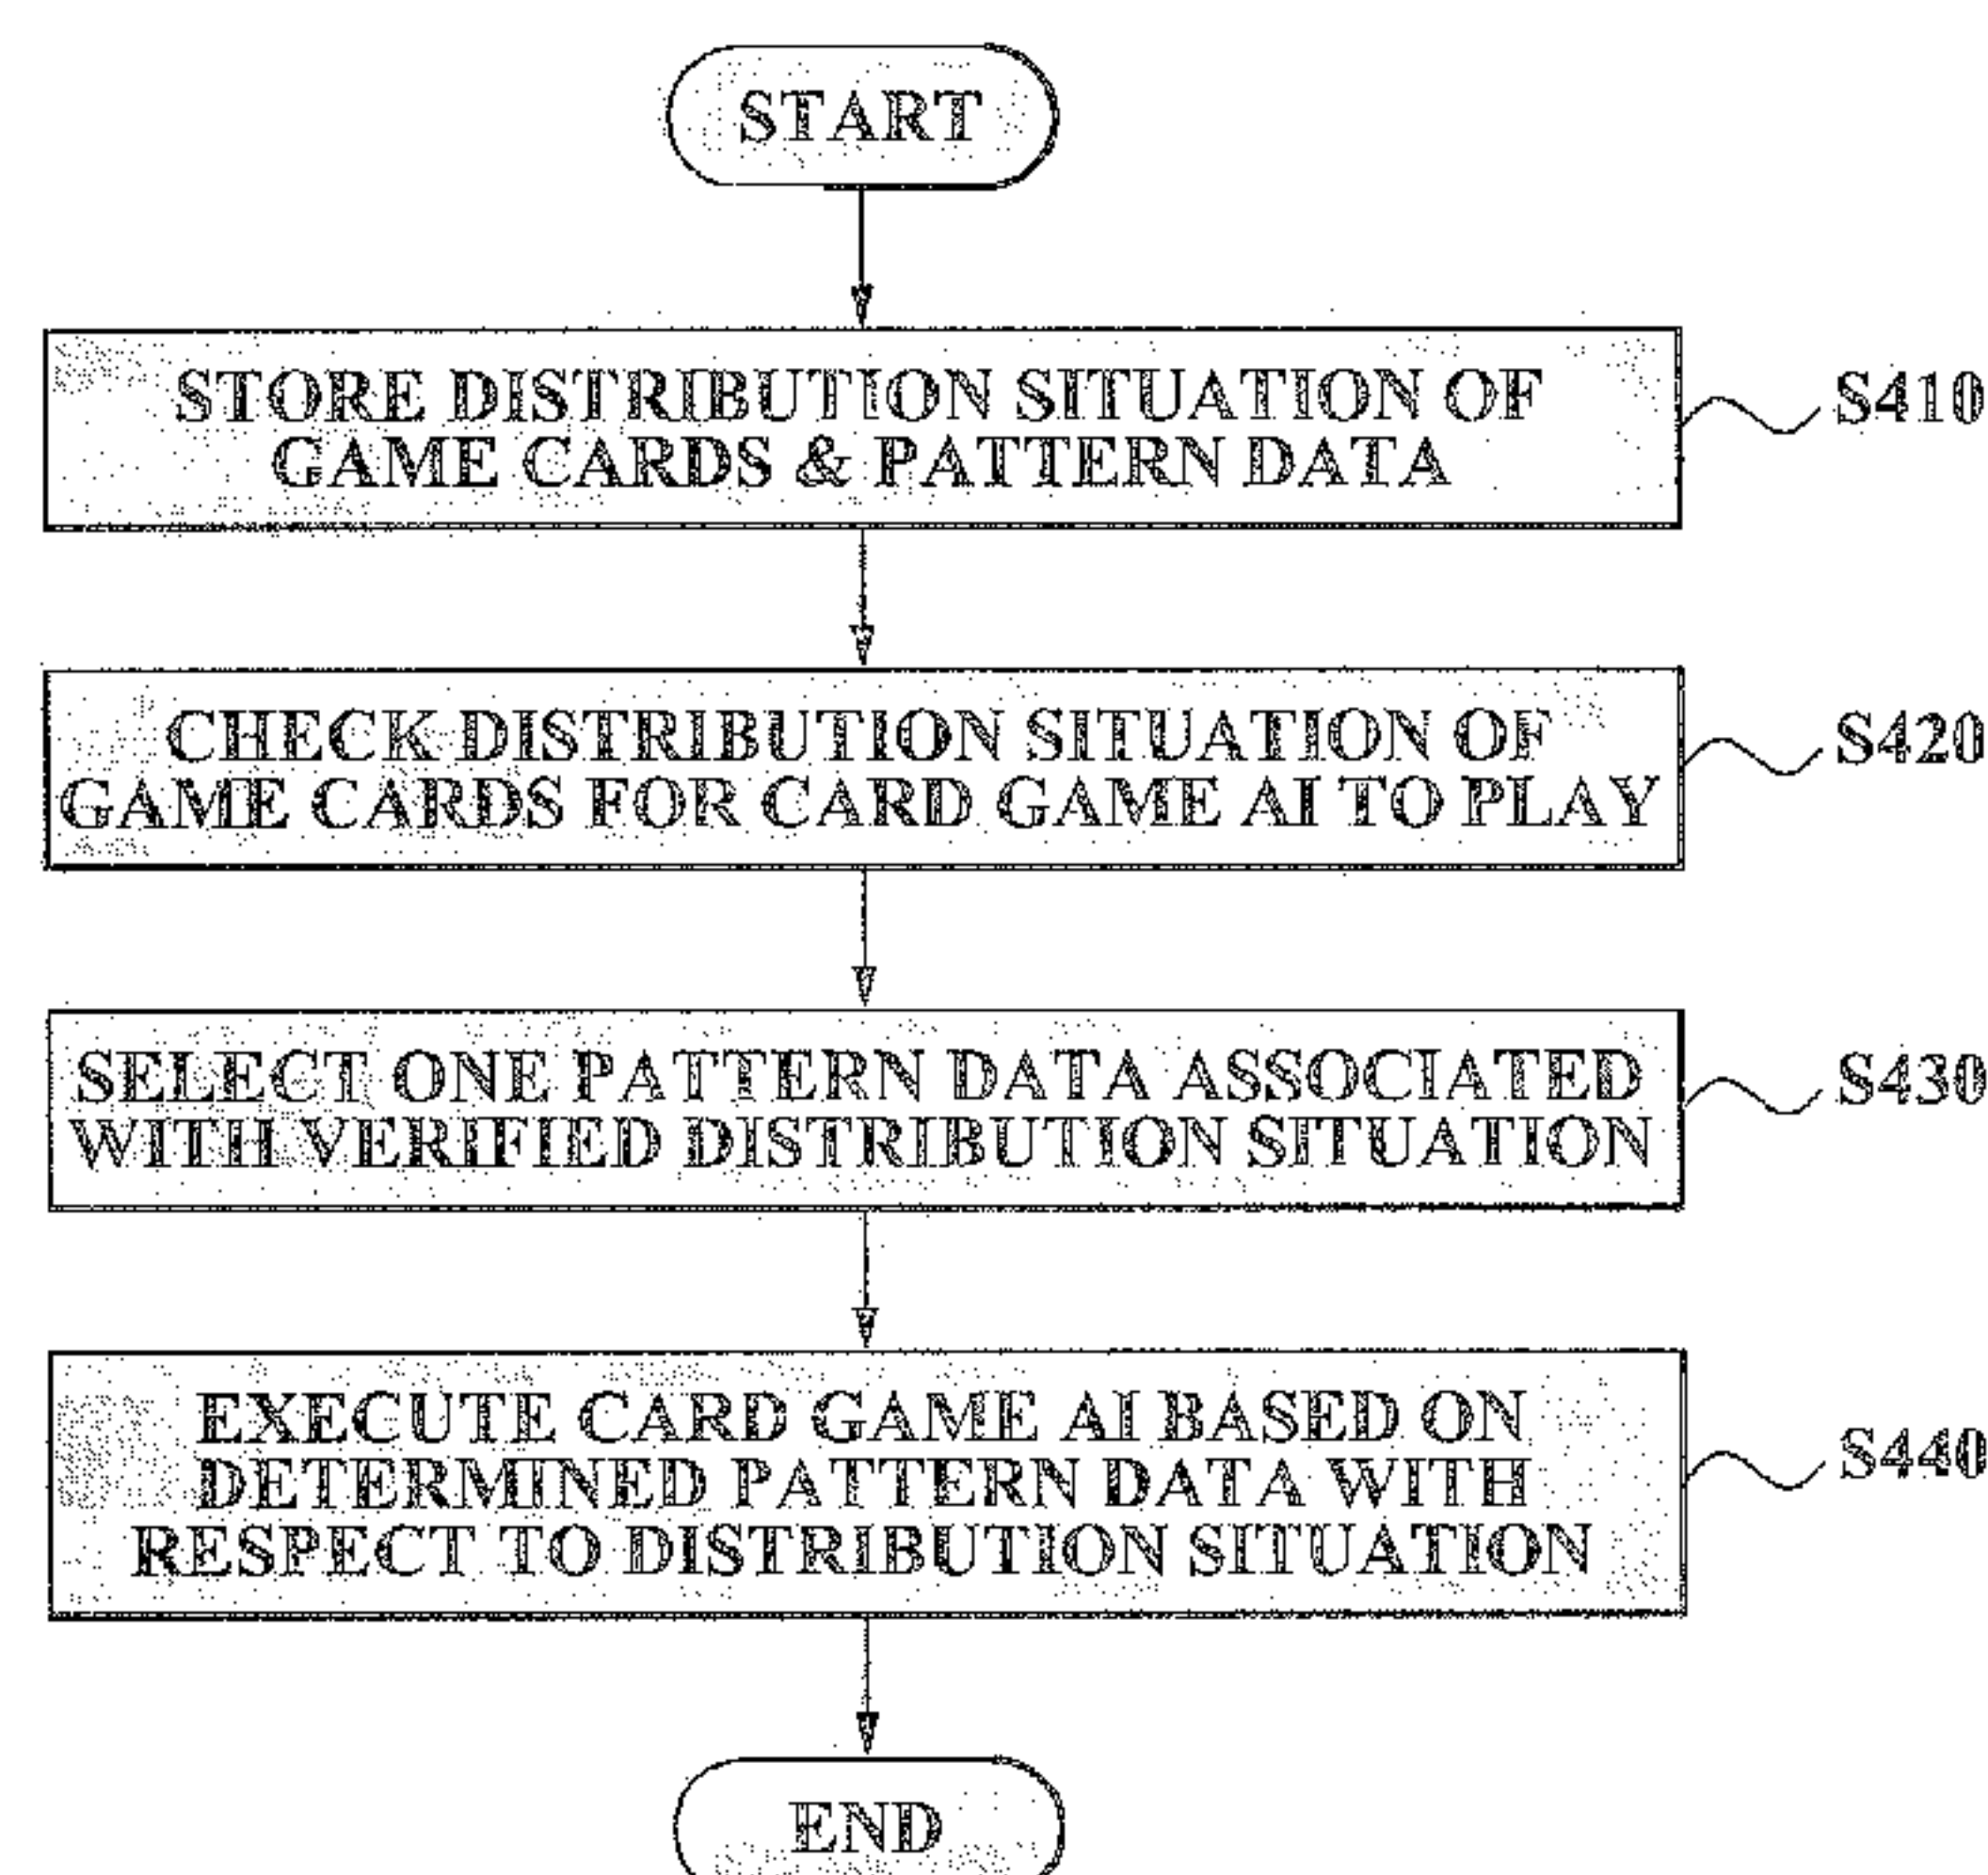 START
STORE DISTRIBUTION SITUATION OF
GAME CARDS & PATTERN DATA
S410
CHECK DISTRIBUTION SITUATION OF
GAME CARDS FOR CARD GAME AI TO PLAY
S420
SELECT ONE PATTERN DATA ASSOCIATED
WITH VERIFIED DISTRIBUTION SITUATION
S430
EXECUTE CARD GAME AI BASED ON
DETERMINED PATTERN DATA WITH
RESPECT TO DISTRIBUTION SITUATION
S440
END